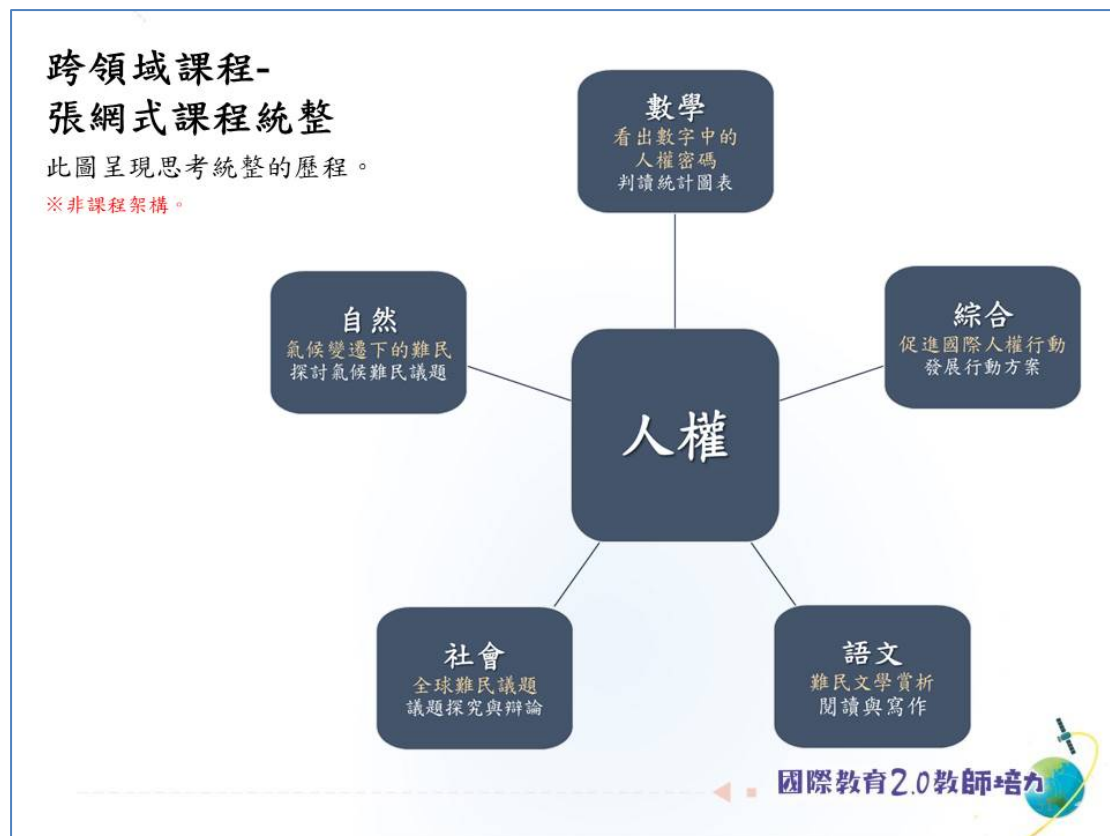 跨領域課程-
張網式課程統整
此圖呈現思考統整的歷程。
※非課程架構。
數學
看出數字中的
人權密碼
判讀統計圖表
自然
氣候變遷下的難民
探討氣候難民議題
綜合
促進國際人權行動
發展行動方案
人權
社會
全球難民議題
議題探究與辯論
語文
難民文學賞析
閱讀與寫作
國際教育2.0教師培力